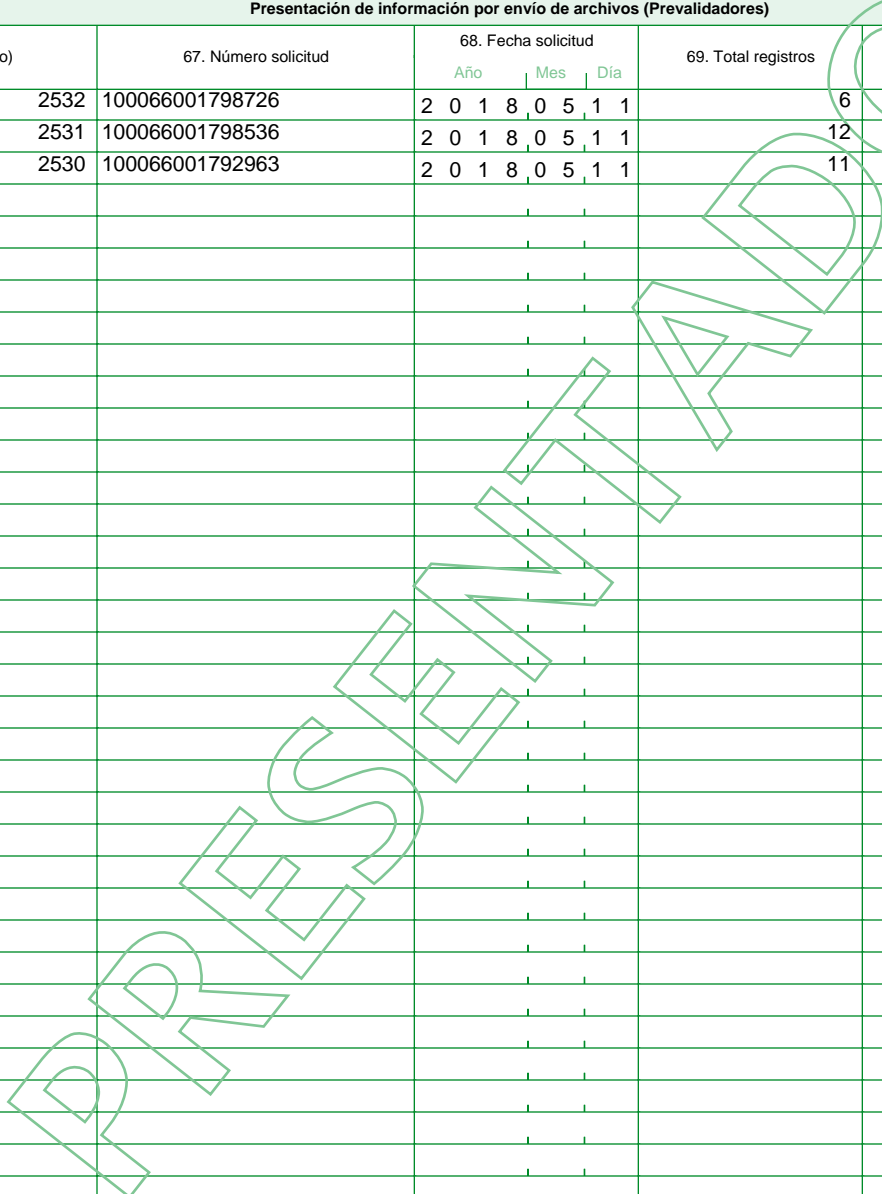 Presentación de información por envío de archivos (Prevalidadores)
o) 67. Número solicitud 68. Fecha solicitud 69. Total registros
Año Mes Día
2532 100066001798726 2 0 1 8 0 5 1 1 6
2531 100066001798536 2 0 1 8 0 5 1 1 12
2530 100066001792963 2 0 1 8 0 5 1 1 11
PRESENTADO